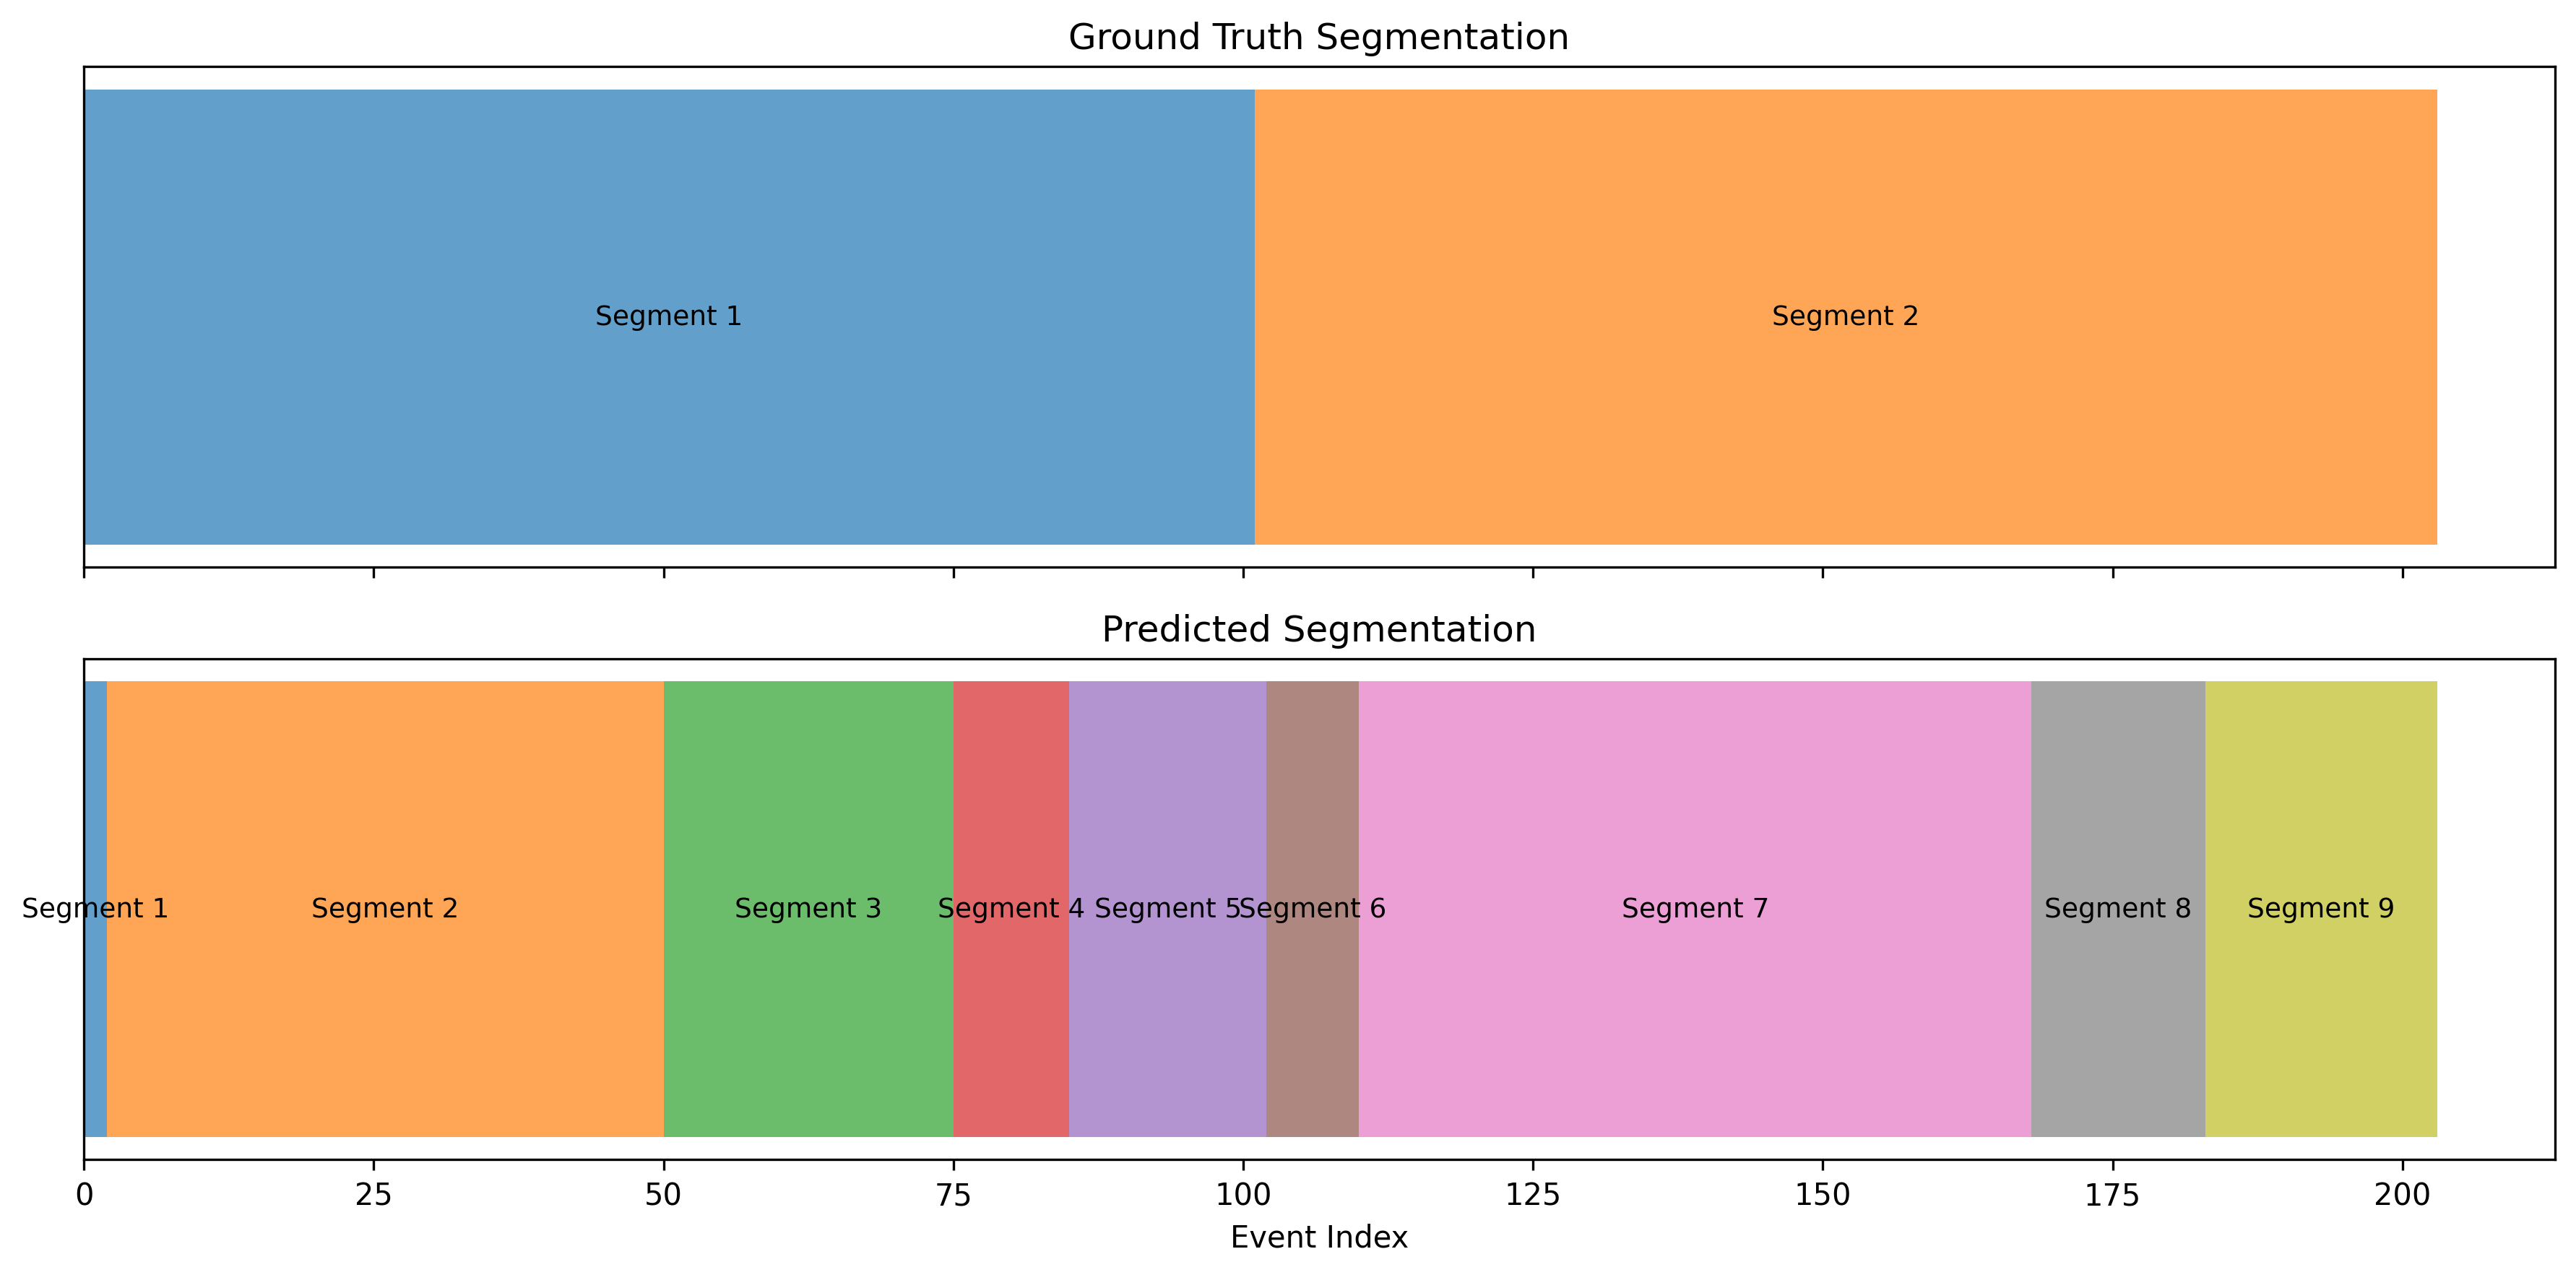 Ground Truth Segmentation
Segment 1 Segment 2
Predicted Segmentation
Segment 1 Segment 2 Segment 3 Segment 4 Segment 5 Segment 6 Segment 7 Segment 8 Segment 9
0 25 50 75 100 125 150 175 200
Event Index